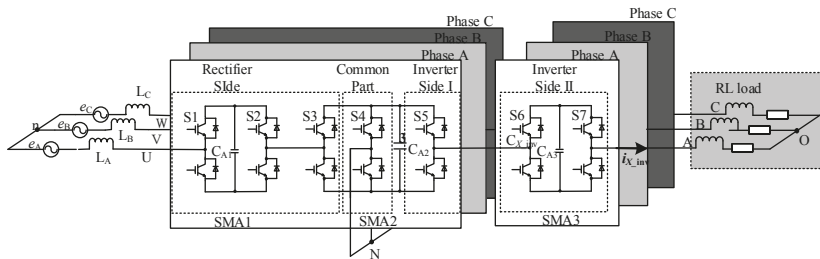 Phase C
Phase B
Phase A
Rectifier
SIde
Common
Part
Inverter
Side I
Phase C
Phase B
Phase A
Inverter
Side II
RL load
L_C
e_C
n
e_B
L_B
W
V
e_A
L_A
U
S1
S2
S3
S4
S5
S6
S7
C_A1
C_A2
C_X_inv
C_A3
i_X_inv
C
B
A
O
SMA1
SMA2
SMA3
N